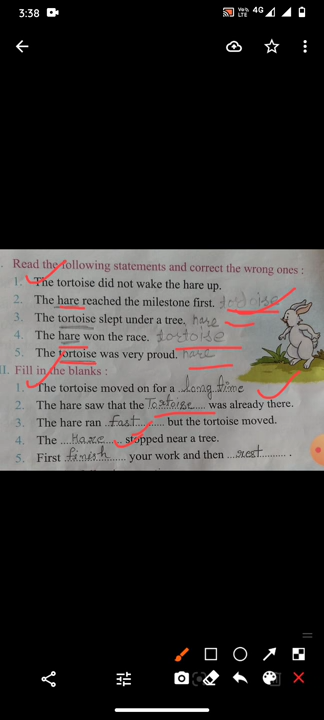 3:38
Vo)) LTE 4G
. Read the following statements and correct the wrong ones :
1. The tortoise did not wake the hare up.
2. The hare reached the milestone first. tortoise
3. The tortoise slept under a tree. hare
4. The hare won the race. tortoise
5. The tortoise was very proud. hare
II. Fill in the blanks :
1. The tortoise moved on for a ...long time
2. The hare saw that the Tortoise.... was already there.
3. The hare ran ..fast.......... but the tortoise moved.
4. The ....Hare..... stopped near a tree.
5. First .finish....... your work and then ...rest.......... .